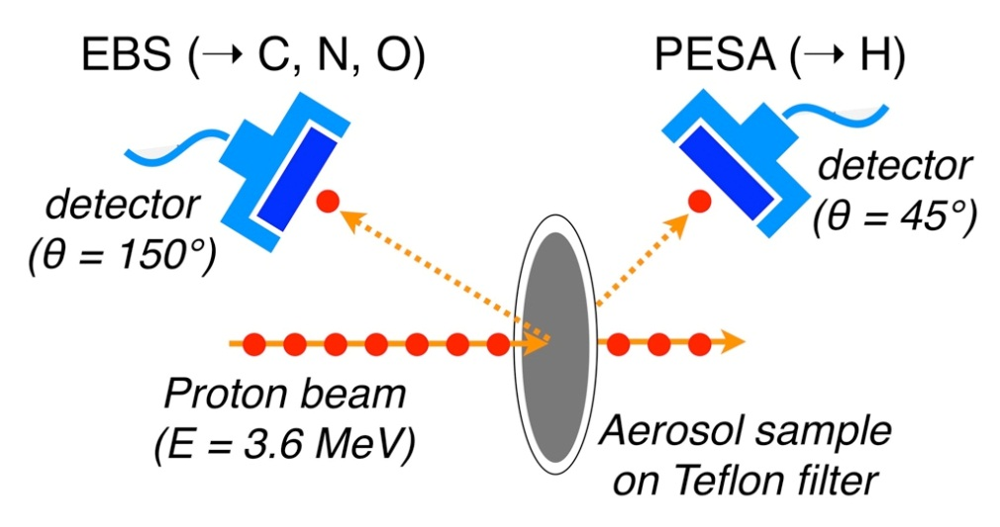 EBS (→ C, N, O)
PESA (→ H)
detector
(θ = 150°)
detector
(θ = 45°)
Proton beam
(E = 3.6 MeV)
Aerosol sample
on Teflon filter